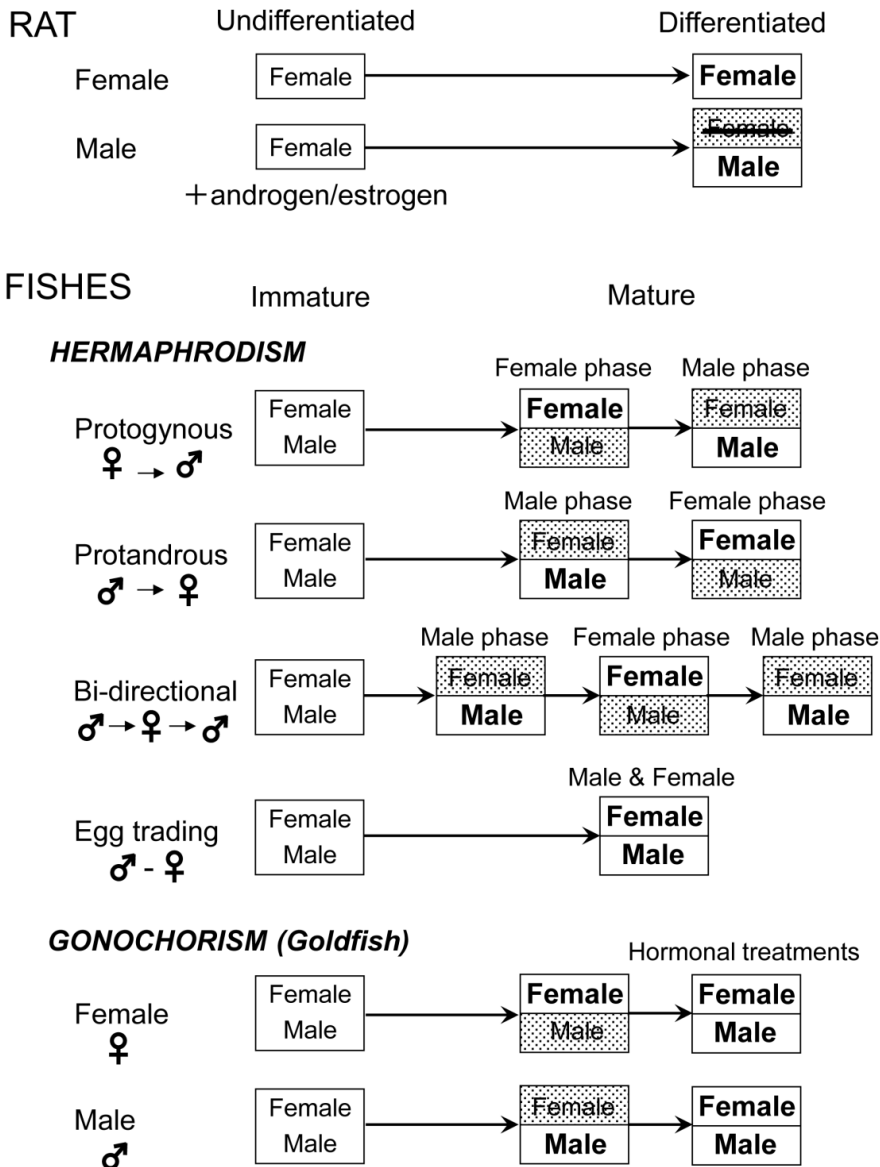 RAT
Undifferentiated Differentiated
Female Female Female
Male Female Female
Male
+androgen/estrogen
FISHES
Immature Mature
HERMAPHRODISM
Female phase Male phase
Protogynous Female Female Female
♀ → ♂ Male Male Male
Male phase Female phase
Protandrous Female Female Female
♂ → ♀ Male Male Male
Male phase Female phase Male phase
Bi-directional Female Female Female Female
♂→♀→♂ Male Male Male Male
Male & Female
Egg trading Female Female
♂ - ♀ Male Male
GONOCHORISM (Goldfish)
Hormonal treatments
Female Female Female Female
♀ Male Male Male
Male Female Female Female
♂ Male Male Male